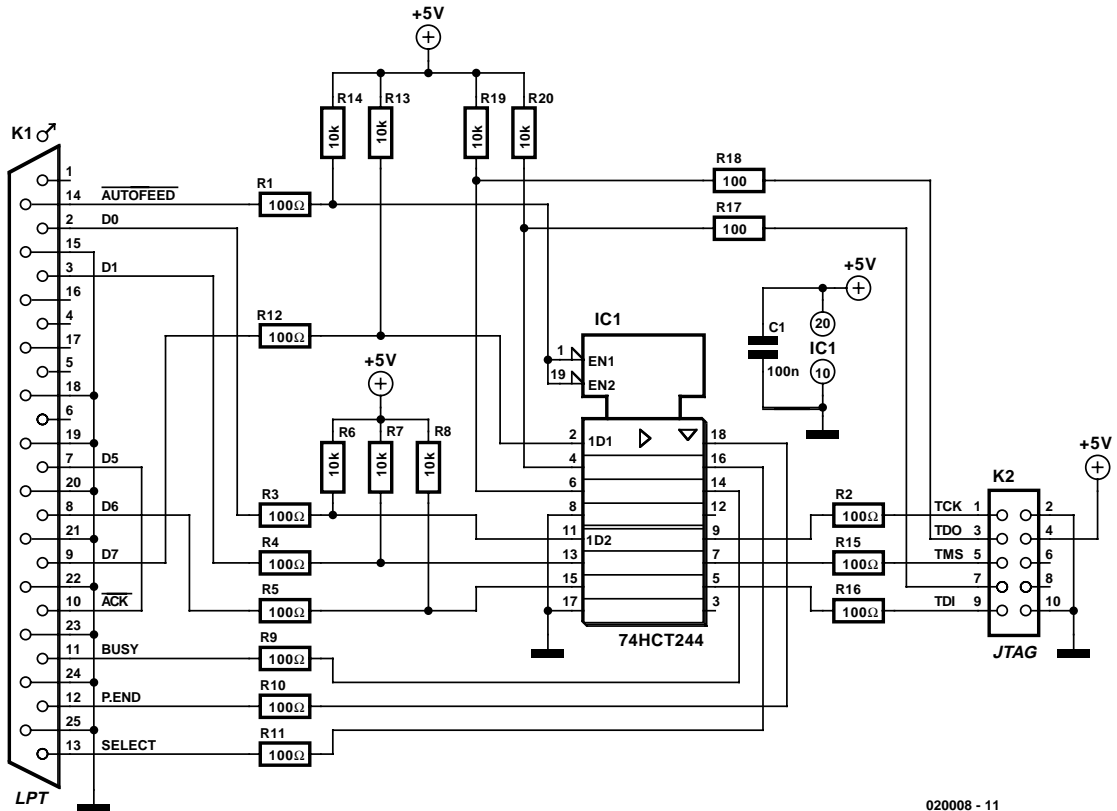 +5V
R14
R13
R19
R20
10k
10k
10k
10k
K1
R18
100
R17
100
1
14 AUTOFEED
2 D0
15
3 D1
16
4
17
5
18
6
19
7 D5
20
8 D6
21
9 D7
22
10 ACK
23
11 BUSY
24
12 P.END
25
13 SELECT
LPT
R1
100Ω
R12
100Ω
+5V
R6
R7
R8
10k
10k
10k
R3
100Ω
R4
100Ω
R5
100Ω
R9
100Ω
R10
100Ω
R11
100Ω
IC1
1 EN1
19 EN2
2 1D1 18
4 16
6 14
8 12
11 1D2 9
13 7
15 5
17 3
74HCT244
+5V
C1
100n
20
IC1
10
R2
100Ω
R15
100Ω
R16
100Ω
+5V
K2
TCK 1 2
TDO 3 4
TMS 5 6
7 8
TDI 9 10
JTAG
020008 - 11